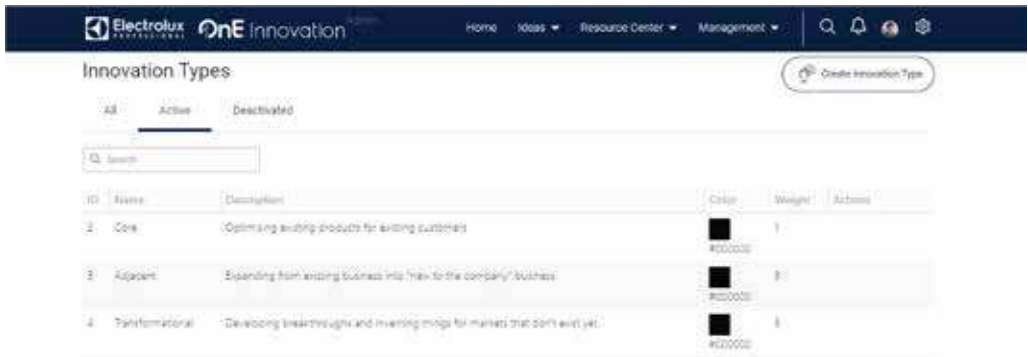 Electrolux OnE Innovation Admin Home Ideas Resource Center Management
PROFESSIONAL
Innovation Types
Create Innovation Type
All Active Deactivated
Search
ID Name Description Color Weight Actions
2 Core Optimising existing products for existing customers 1
#000000
3 Adjacent Expanding from existing business into "new to the company" business
#000000
4 Transformational Developing breakthroughs and inventing things for markets that don't exist yet.
#000000